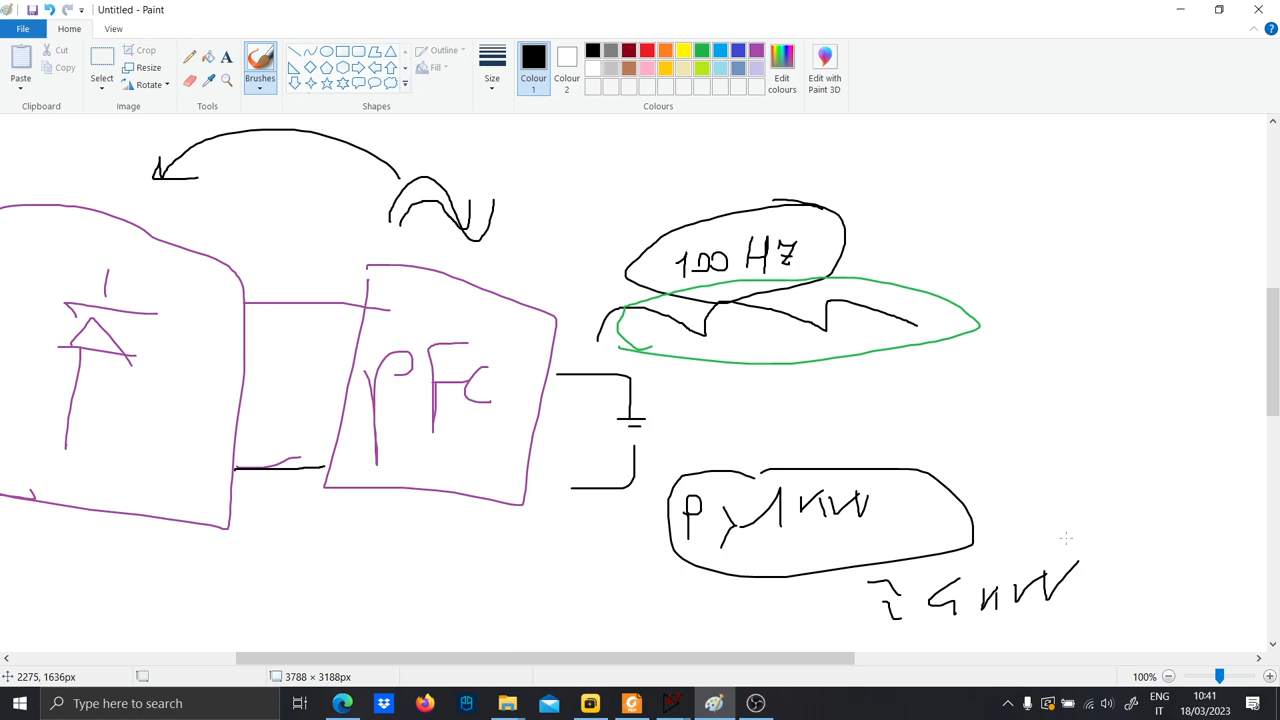 Untitled - Paint
File
Home
View
Paste
Cut
Copy
Clipboard
Select
Crop
Resize
Rotate
Image
Tools
Brushes
Shapes
Outline
Fill
Size
Colour 1
Colour 2
Colours
Edit colours
Edit with Paint 3D
100 HZ
PFC
P > 1 KW
2275, 1636px
3788 × 3188px
100%
Type here to search
ENG
IT
10:41
18/03/2023